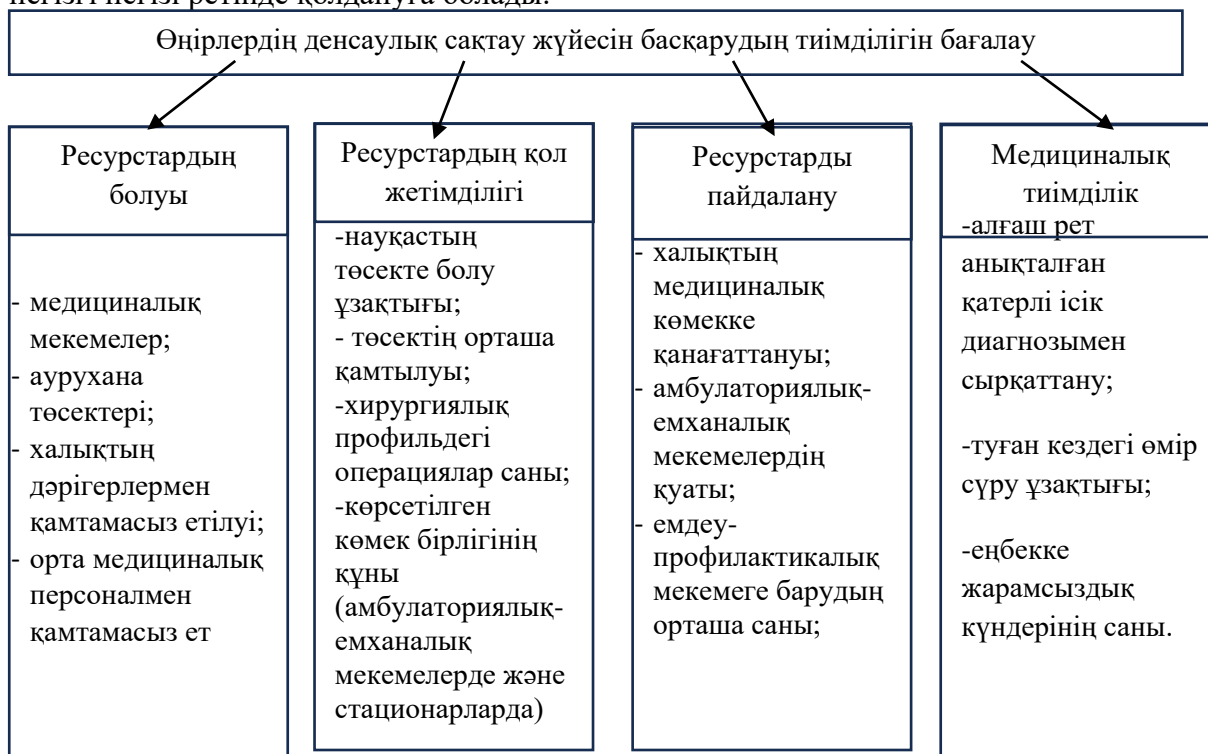 Өңірлердің денсаулық сақтау жүйесін басқарудың тиімділігін бағалау
Ресурстардың
болуы
- медициналық
мекемелер;
- аурухана
төсектері;
- халықтың
дәрігерлермен
қамтамасыз етілуі;
- орта медициналық
персоналмен
қамтамасыз ет
Ресурстардың қол
жетімділігі
-науқастың
төсекте болу
ұзақтығы;
- төсектің орташа
қамтылуы;
-хирургиялық
профильдегі
операциялар саны;
-көрсетілген
көмек бірлігінің
құны
(амбулаториялық-
емханалық
мекемелерде және
стационарларда)
Ресурстарды
пайдалану
- халықтың
медициналық
көмекке
қанағаттануы;
- амбулаториялық-
емханалық
мекемелердің
қуаты;
- емдеу-
профилактикалық
мекемеге барудың
орташа саны;
Медициналық
тиімділік
-алғаш рет
анықталған
қатерлі ісік
диагнозымен
сырқаттану;
-туған кездегі өмір
сүру ұзақтығы;
-еңбекке
жарамсыздық
күндерінің саны.